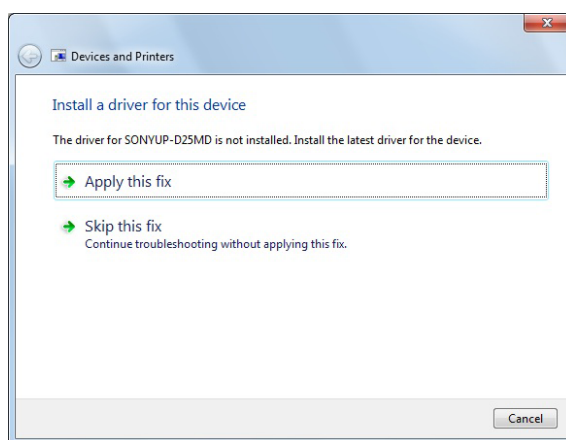 Devices and Printers
Install a driver for this device
The driver for SONYUP-D25MD is not installed. Install the latest driver for the device.
Apply this fix
Skip this fix
Continue troubleshooting without applying this fix.
Cancel